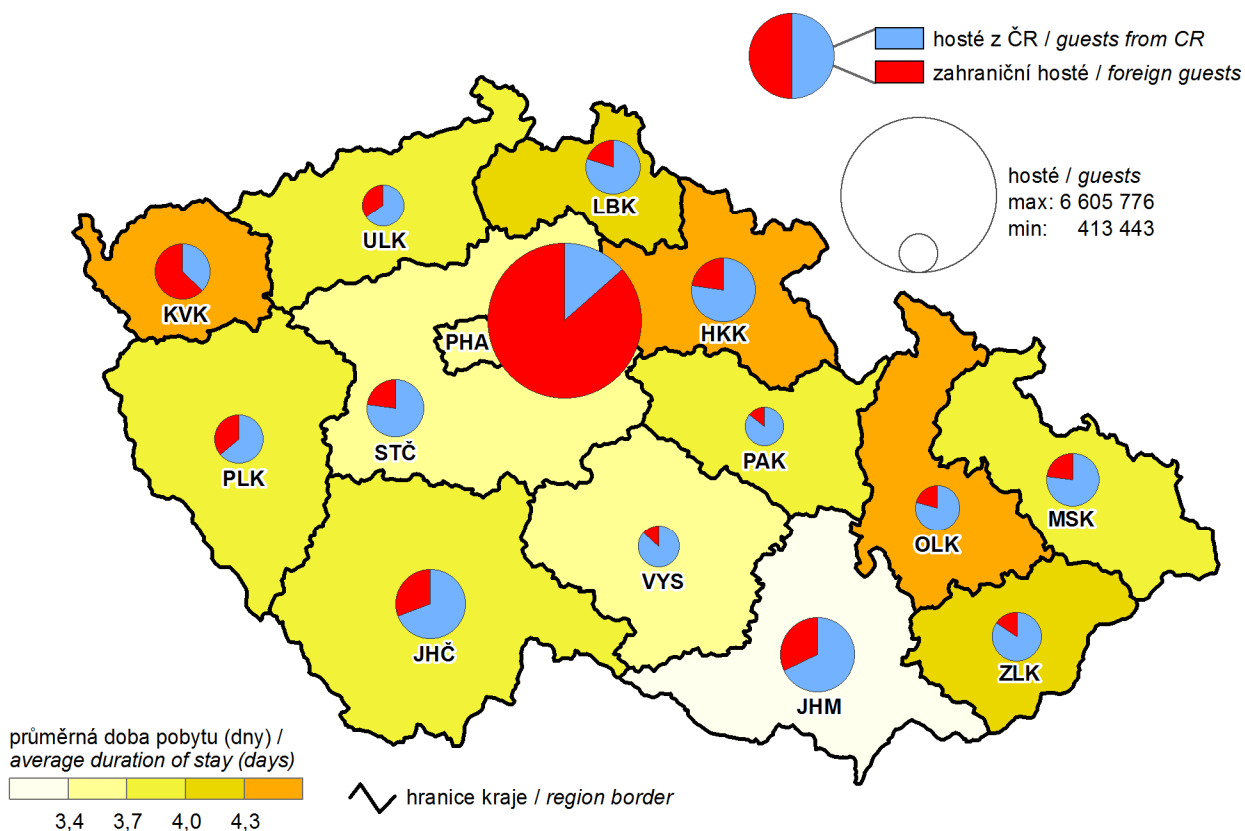 hosté z ČR / guests from CR
zahraniční hosté / foreign guests
hosté / guests
max: 6 605 776
min: 413 443
LBK
ULK
KVK
HKK
PHA
STČ
PLK
PAK
MSK
OLK
VYS
JHČ
ZLK
JHM
průměrná doba pobytu (dny) /
average duration of stay (days)
3,4 3,7 4,0 4,3
hranice kraje / region border